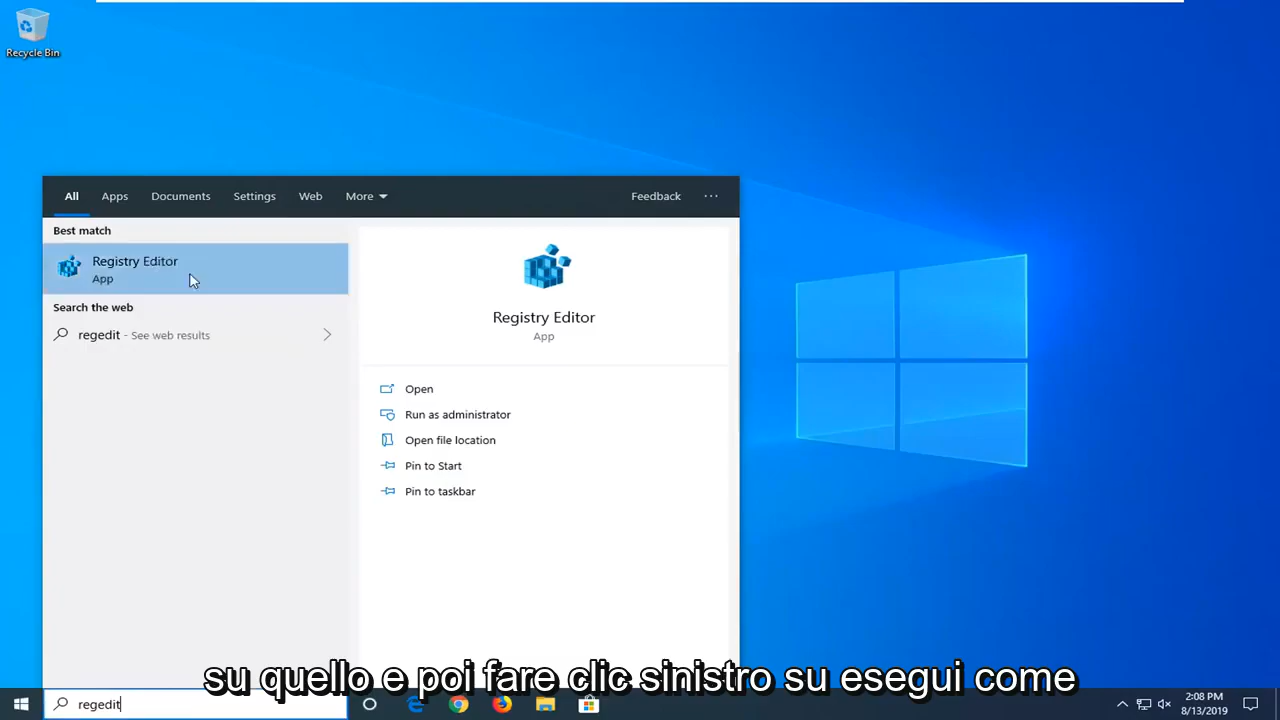 Recycle Bin
All Apps Documents Settings Web More Feedback ...
Best match
Registry Editor
App
Search the web
regedit - See web results
Registry Editor
App
Open
Run as administrator
Open file location
Pin to Start
Pin to taskbar
su quello e poi fare clic sinistro su esegui come
regedit
2:08 PM
8/13/2019